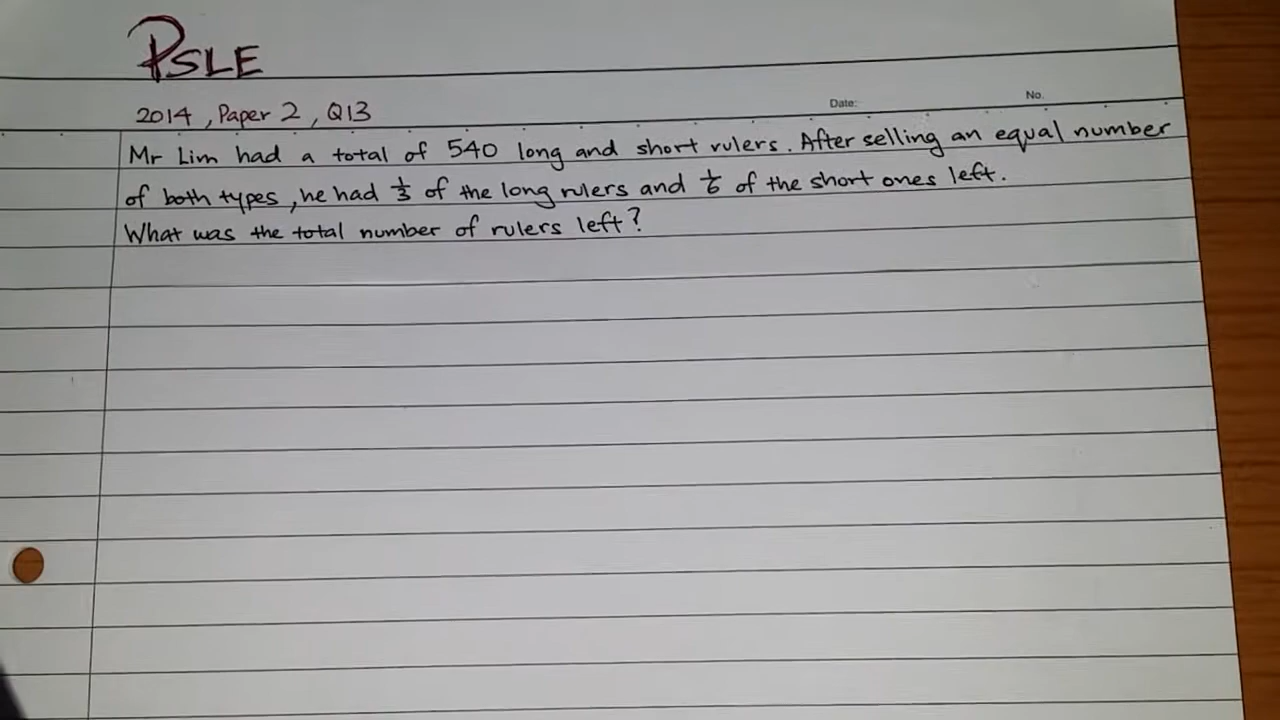 PSLE
2014, Paper 2, Q13
Date:
No.
Mr Lim had a total of 540 long and short rulers. After selling an equal number
of both types, he had 1/3 of the long rulers and 1/6 of the short ones left.
What was the total number of rulers left?